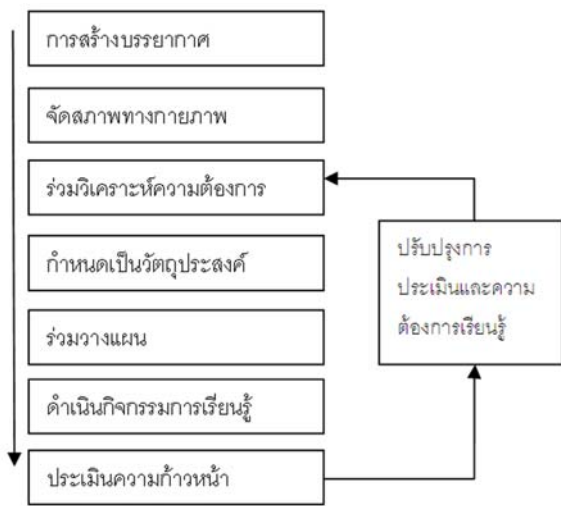 การสร้างบรรยากาศ
จัดสภาพทางกายภาพ
ร่วมวิเคราะห์ความต้องการ
กำหนดเป็นวัตถุประสงค์
ร่วมวางแผน
ดำเนินกิจกรรมการเรียนรู้
ประเมินความก้าวหน้า
ปรับปรุงการ
ประเมินและความ
ต้องการเรียนรู้